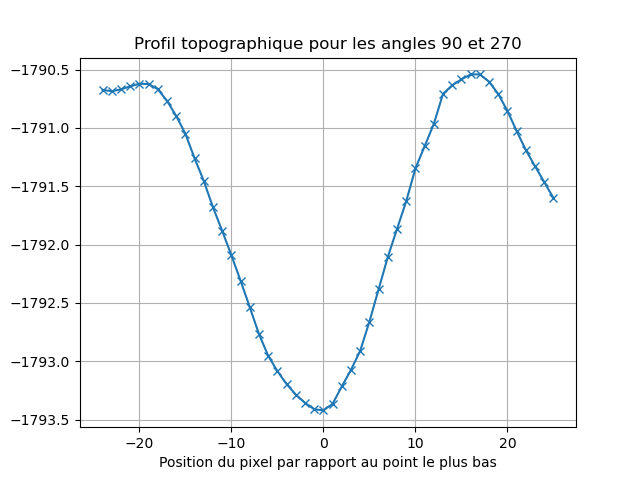 Profil topographique pour les angles 90 et 270
−1790.5
−1791.0
−1791.5
−1792.0
−1792.5
−1793.0
−1793.5
−20 −10 0 10 20
Position du pixel par rapport au point le plus bas